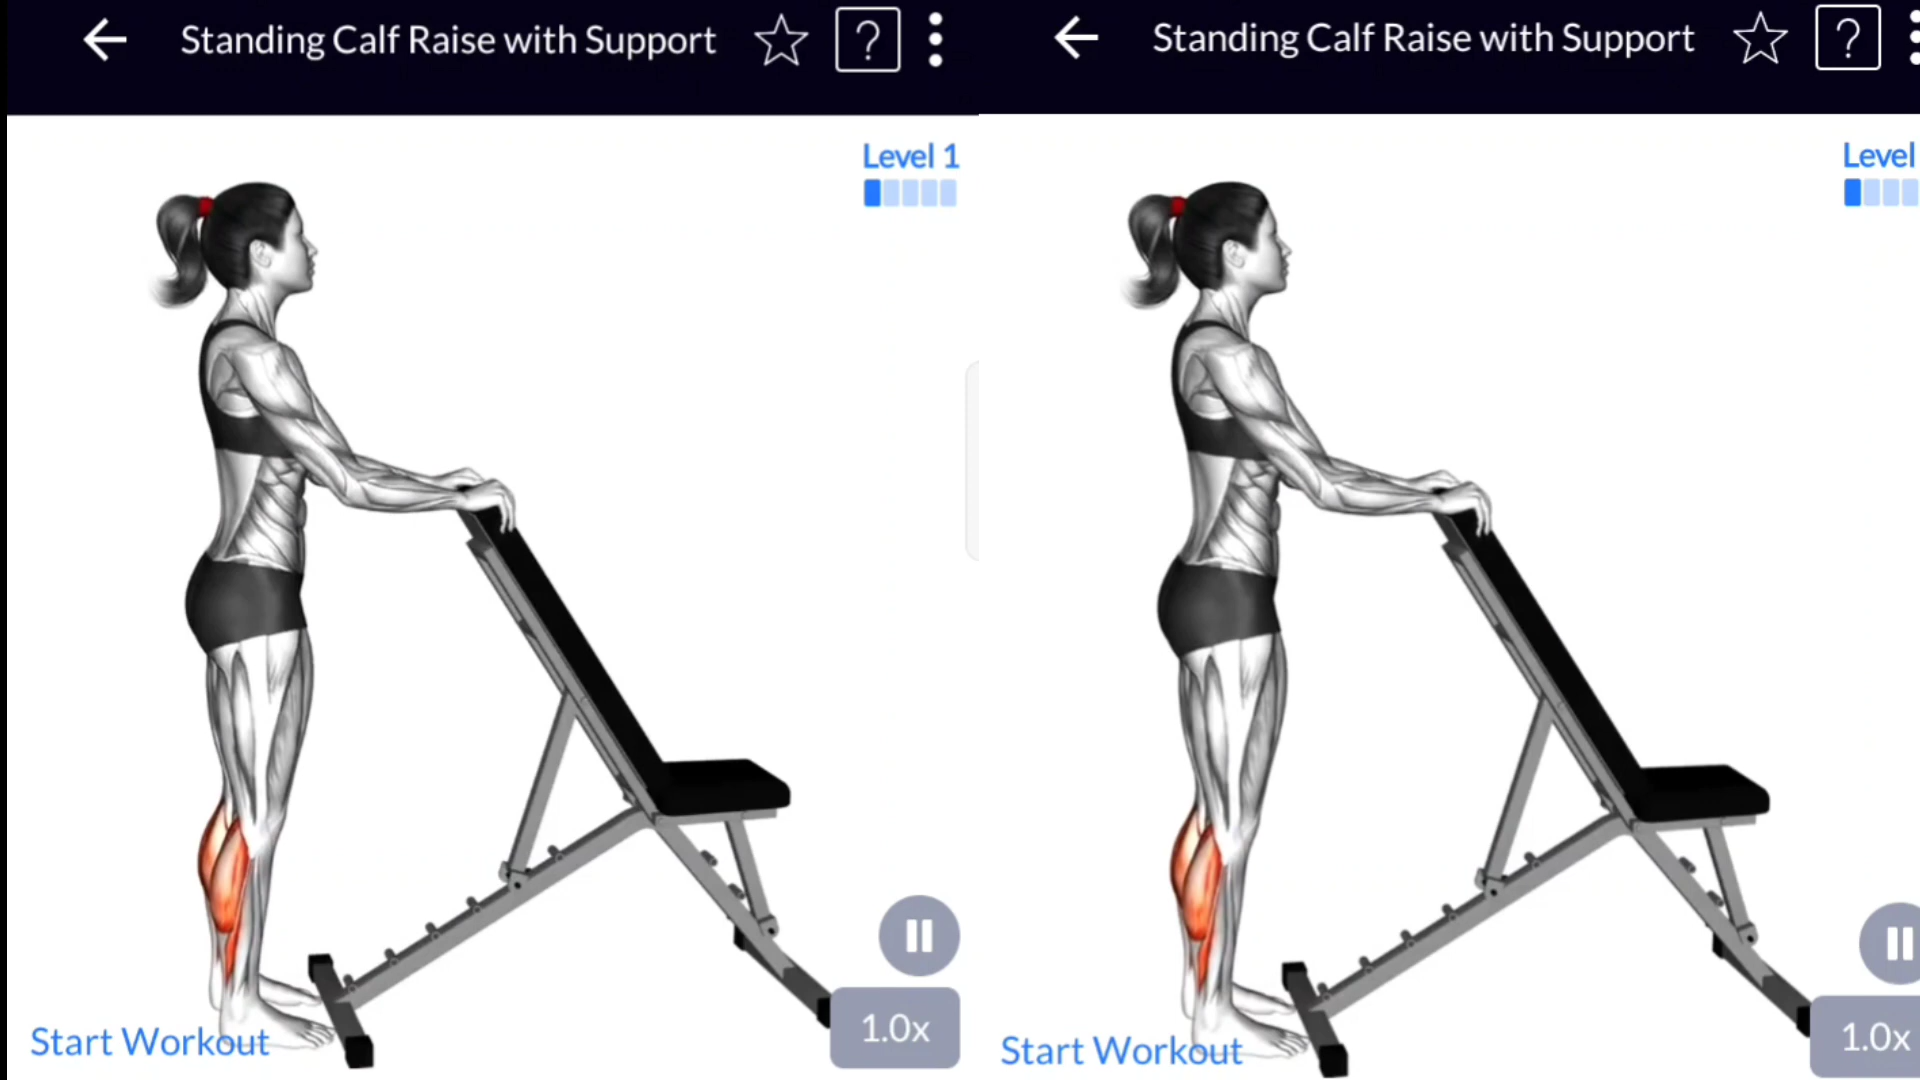 Standing Calf Raise with Support
?
Level 1
1.0x
Start Workout
Standing Calf Raise with Support
?
Level
1.0x
Start Workout